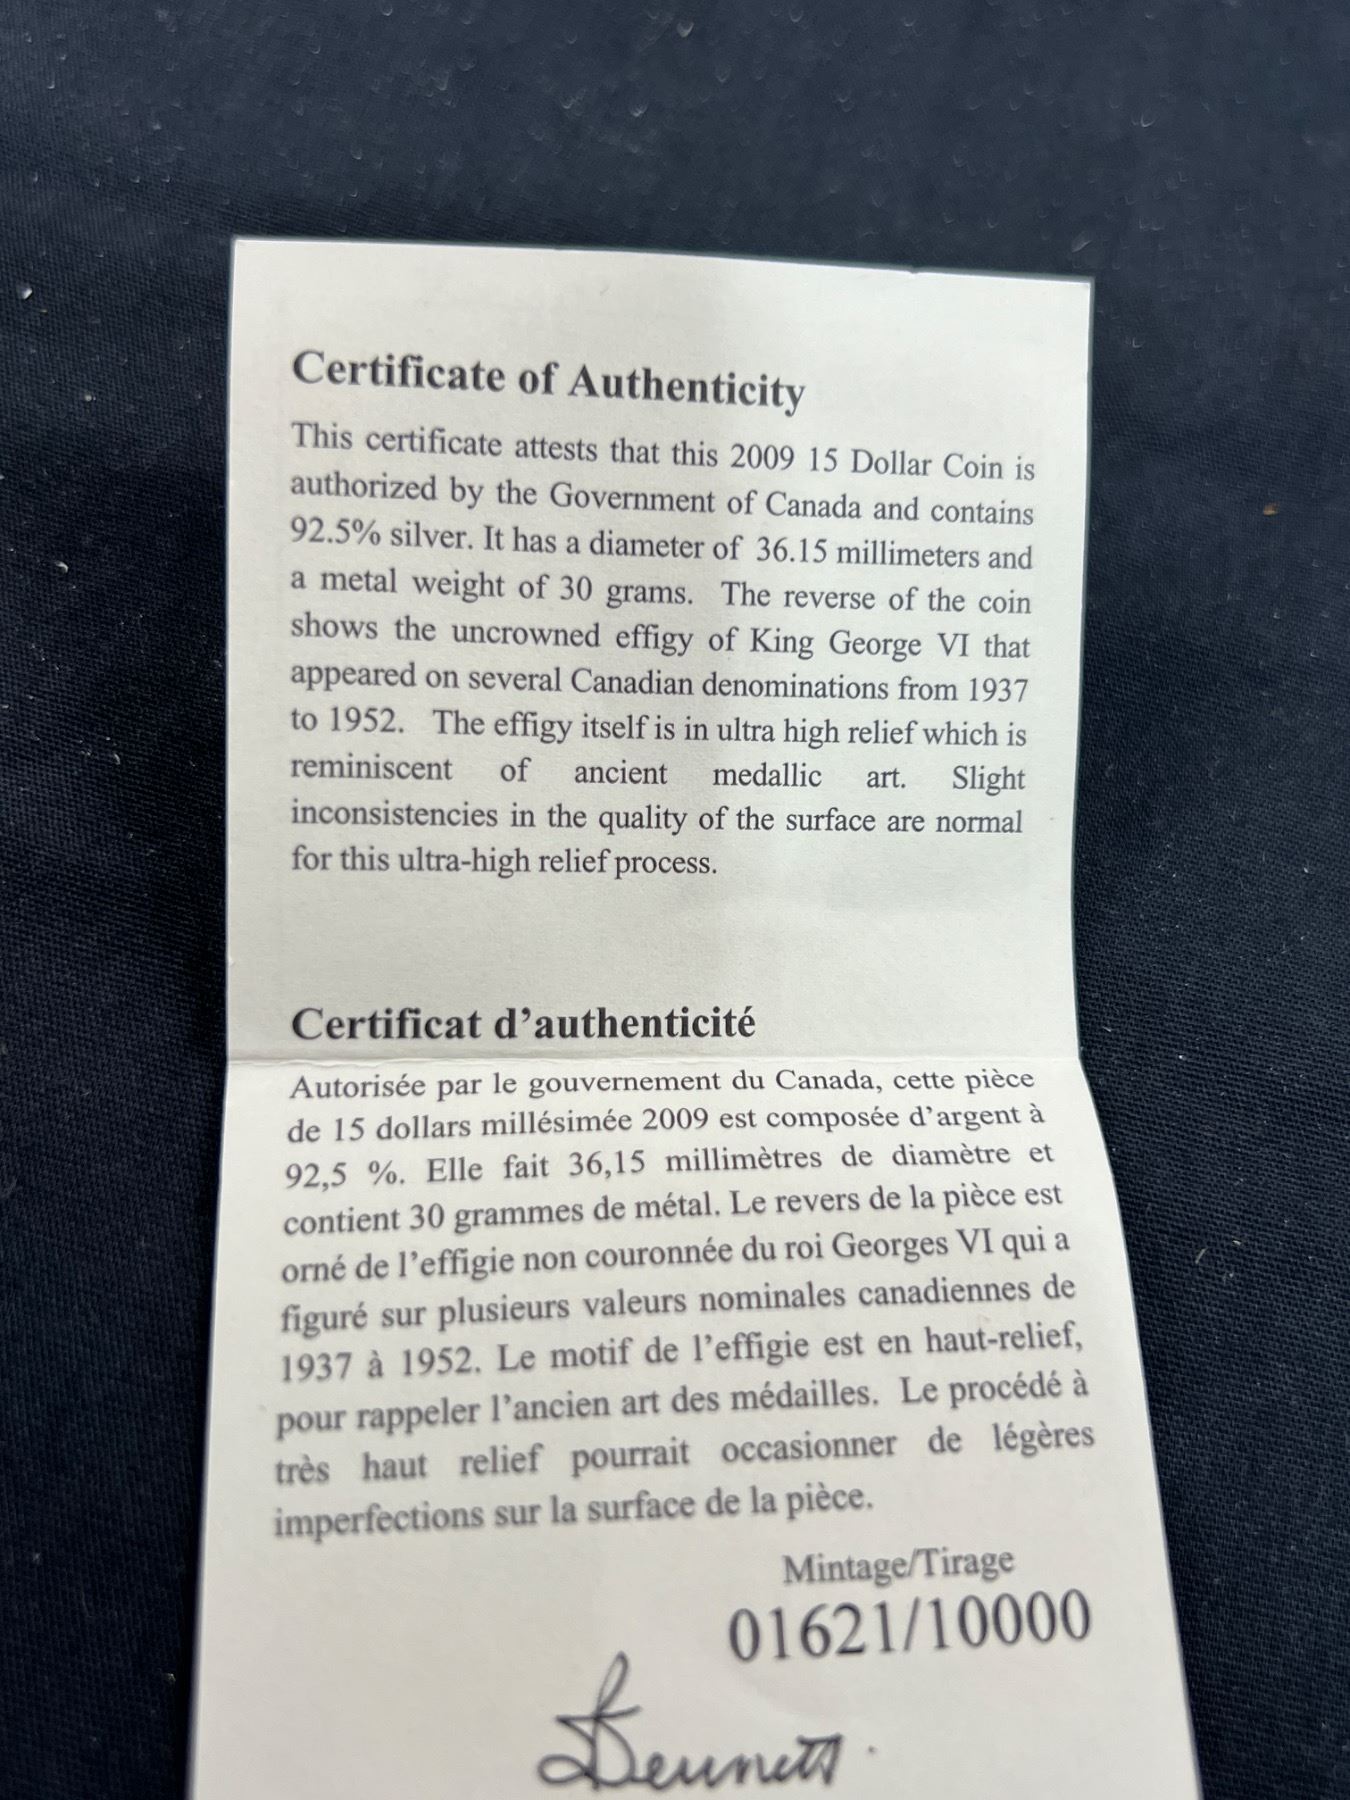 Certificate of Authenticity
This certificate attests that this 2009 15 Dollar Coin is
authorized by the Government of Canada and contains
92.5% silver. It has a diameter of 36.15 millimeters and
a metal weight of 30 grams. The reverse of the coin
shows the uncrowned effigy of King George VI that
appeared on several Canadian denominations from 1937
to 1952. The effigy itself is in ultra high relief which is
reminiscent of ancient medallic art. Slight
inconsistencies in the quality of the surface are normal
for this ultra-high relief process.
Certificat d’authenticité
Autorisée par le gouvernement du Canada, cette pièce
de 15 dollars millésimée 2009 est composée d’argent à
92,5 %. Elle fait 36,15 millimètres de diamètre et
contient 30 grammes de métal. Le revers de la pièce est
orné de l’effigie non couronnée du roi Georges VI qui a
figuré sur plusieurs valeurs nominales canadiennes de
1937 à 1952. Le motif de l’effigie est en haut-relief,
pour rappeler l’ancien art des médailles. Le procédé à
très haut relief pourrait occasionner de légères
imperfections sur la surface de la pièce.
Mintage/Tirage
01621/10000
Bennett